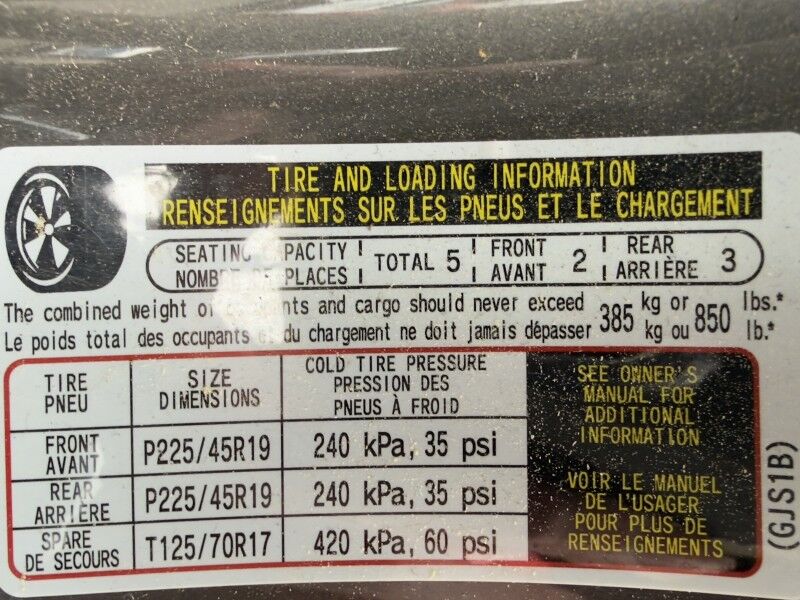 TIRE AND LOADING INFORMATION
RENSEIGNEMENTS SUR LES PNEUS ET LE CHARGEMENT
SEATING CAPACITY TOTAL 5 FRONT 2 REAR 3
NOMBRE DE PLACES AVANT ARRIÈRE
The combined weight of occupants and cargo should never exceed 385 kg or 850 lbs.*
Le poids total des occupants et du chargement ne doit jamais dépasser kg ou lb.*
TIRE
PNEU
SIZE
DIMENSIONS
COLD TIRE PRESSURE
PRESSION DES
PNEUS À FROID
FRONT
AVANT
P225/45R19
240 kPa, 35 psi
REAR
ARRIÈRE
P225/45R19
240 kPa, 35 psi
SPARE
DE SECOURS
T125/70R17
420 kPa, 60 psi
SEE OWNER'S
MANUAL FOR
ADDITIONAL
INFORMATION
VOIR LE MANUEL
DE L'USAGER
POUR PLUS DE
RENSEIGNEMENTS
(GJS1B)